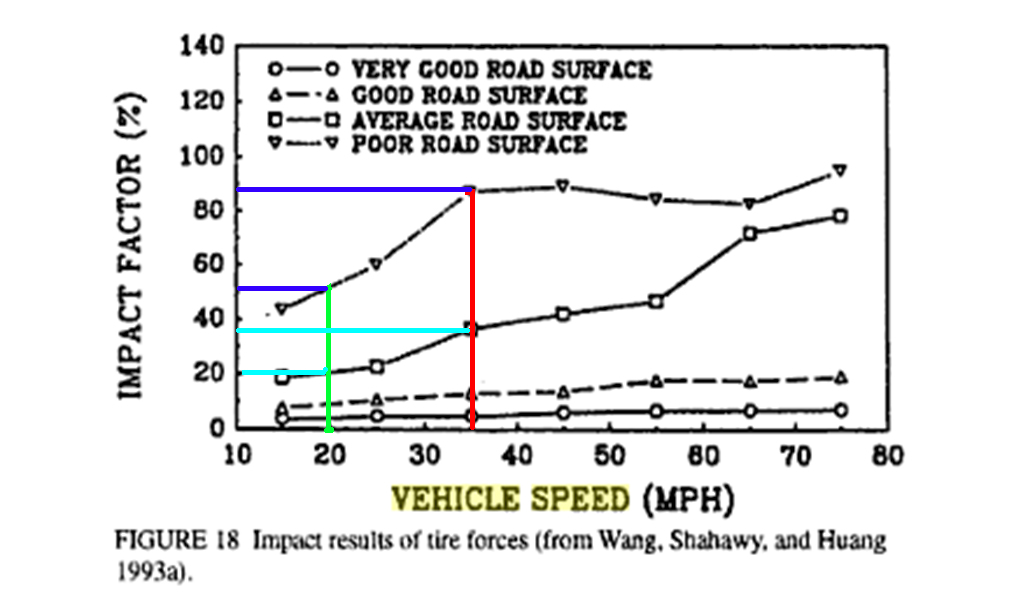 140
120
100
80
60
40
20
0
IMPACT FACTOR (%)
VERY GOOD ROAD SURFACE
GOOD ROAD SURFACE
AVERAGE ROAD SURFACE
POOR ROAD SURFACE
10 20 30 40 50 60 70 80
VEHICLE SPEED (MPH)
FIGURE 18 Impact results of tire forces (from Wang, Shahawy, and Huang
1993a).